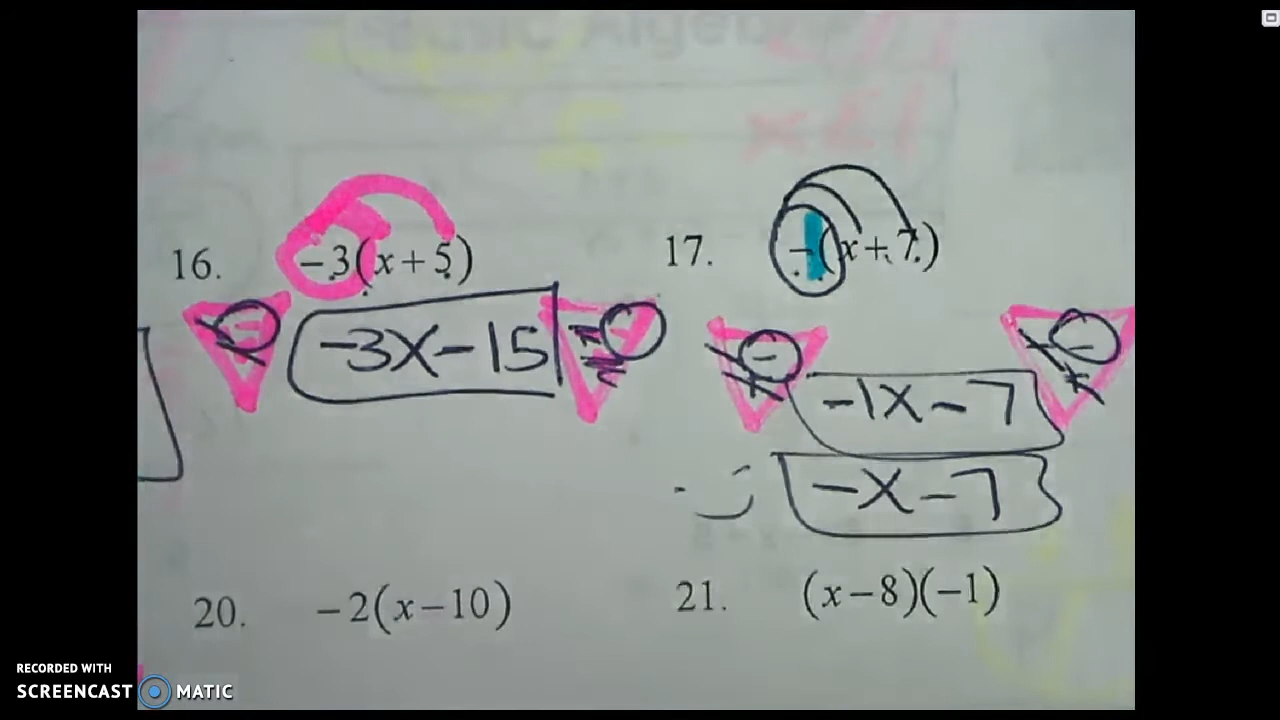 16. -3(x+5)
17. -(x+7)
-3x-15
-1x-7
-x-7
20. -2(x-10)
21. (x-8)(-1)
RECORDED WITH
SCREENCAST MATIC